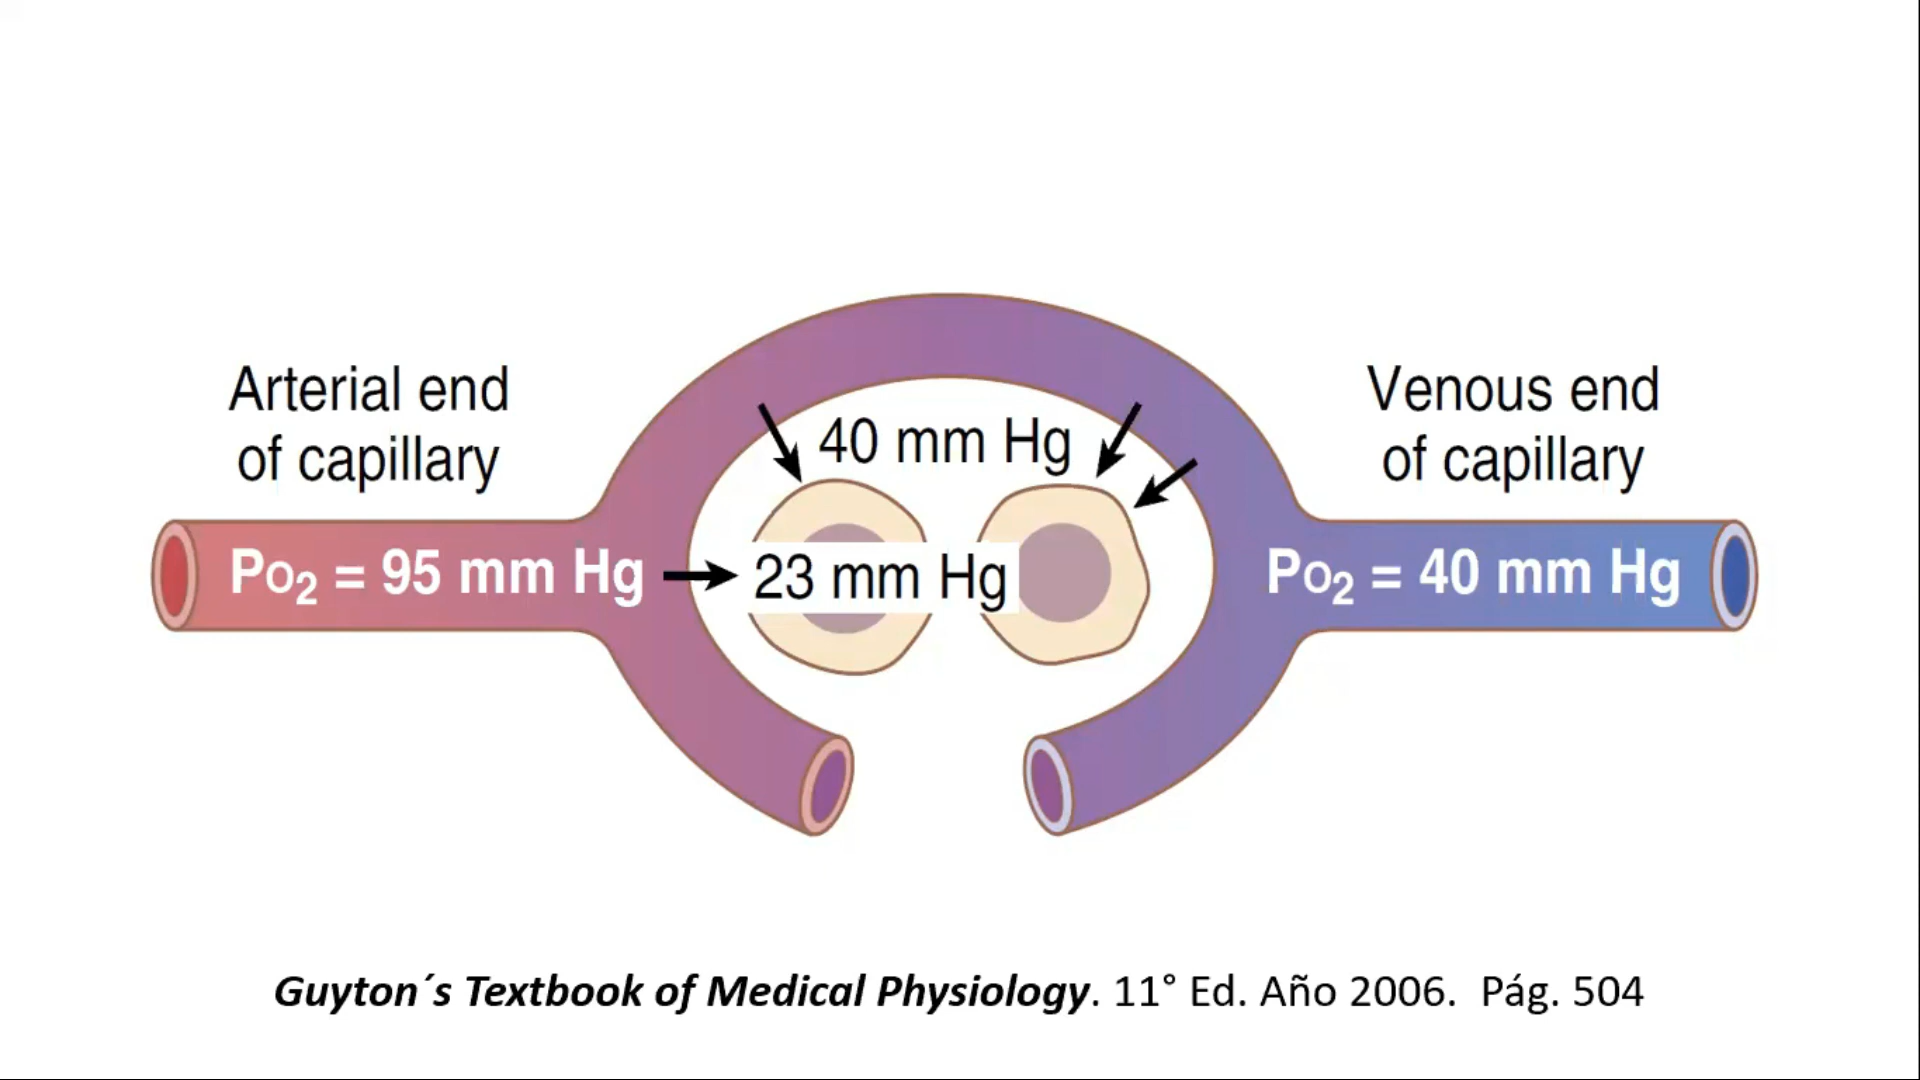 Arterial end
of capillary
Venous end
of capillary
40 mm Hg
PO₂ = 95 mm Hg
23 mm Hg
PO₂ = 40 mm Hg
Guyton´s Textbook of Medical Physiology. 11° Ed. Año 2006. Pág. 504